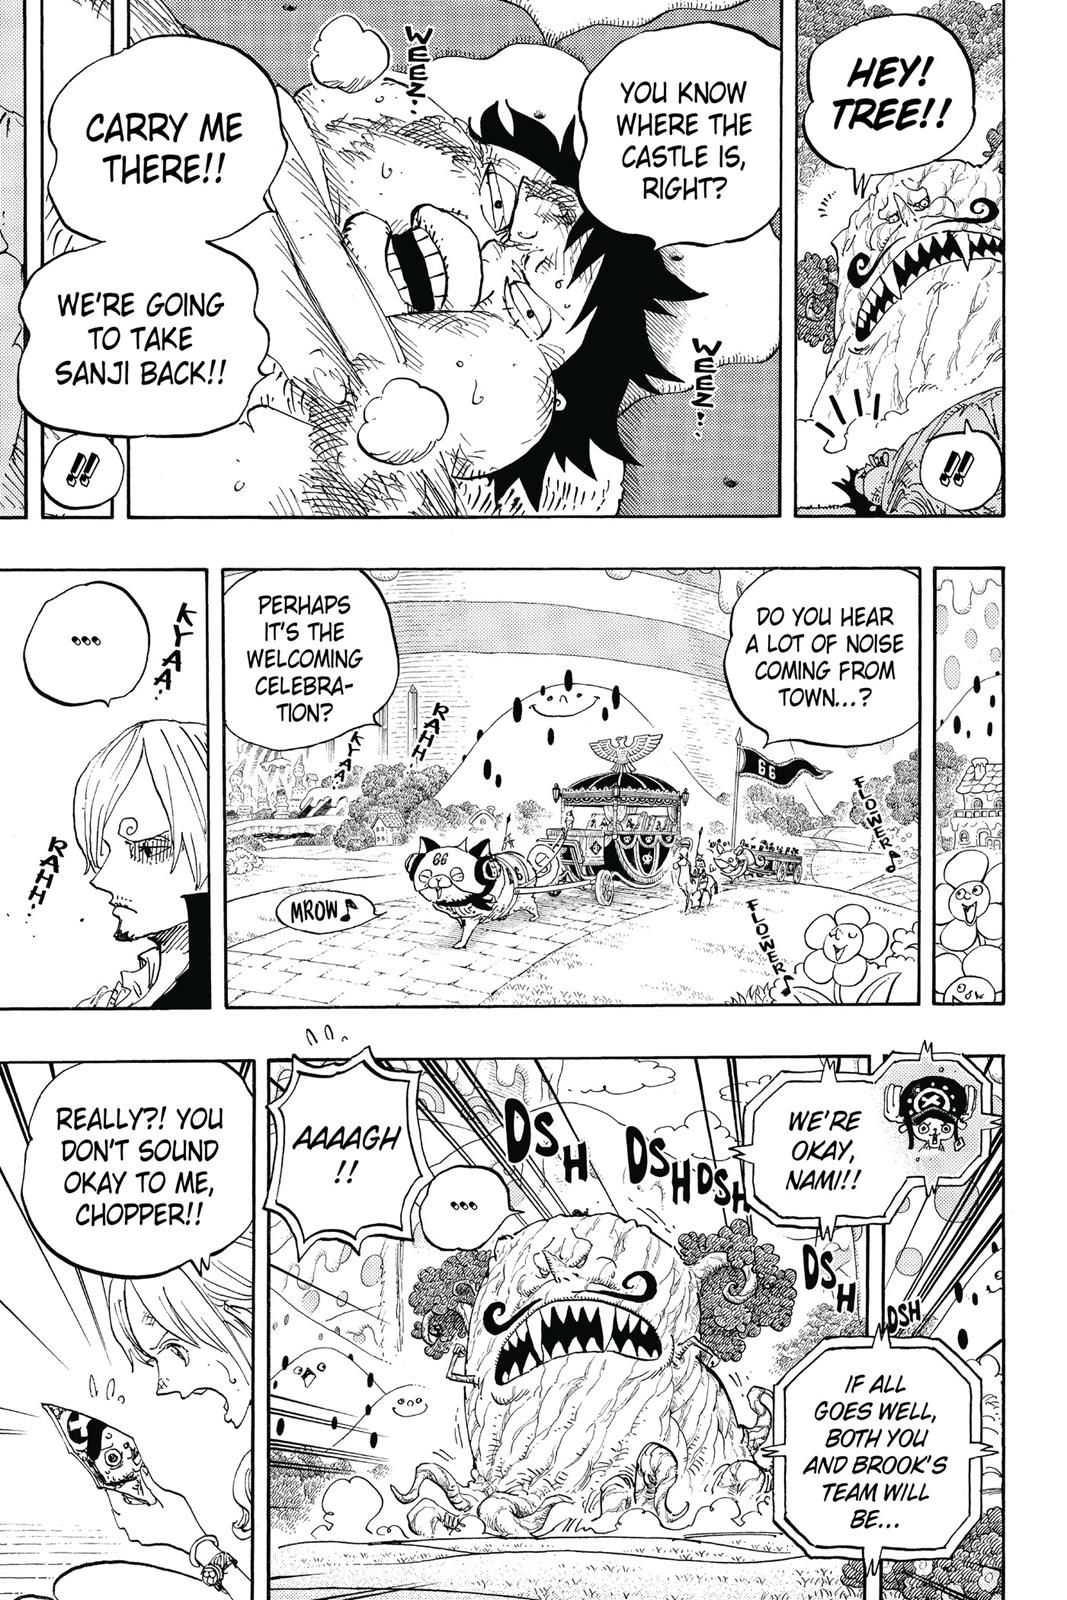 HEY!
TREE!!
!!
YOU KNOW
WHERE THE
CASTLE IS,
RIGHT?
WEEZ..
WEEZ..
CARRY ME
THERE!!
WE'RE GOING
TO TAKE
SANJI BACK!!
!!
DO YOU HEAR
A LOT OF NOISE
COMING FROM
TOWN...?
PERHAPS
IT'S THE
WELCOMING
CELEBRA-
TION?
RAHH..
KYAA..
66
66
66
MROW♪
FLOWER♪
FLOWER♪
...
KYAA..
RAHH..
WE'RE
OKAY,
NAMI!!
IF ALL
GOES WELL,
BOTH YOU
AND BROOK'S
TEAM WILL
BE...
DSH
DSH
DSH
DSH
DSH
...
AAAAGH
!!
REALLY?! YOU
DON'T SOUND
OKAY TO ME,
CHOPPER!!